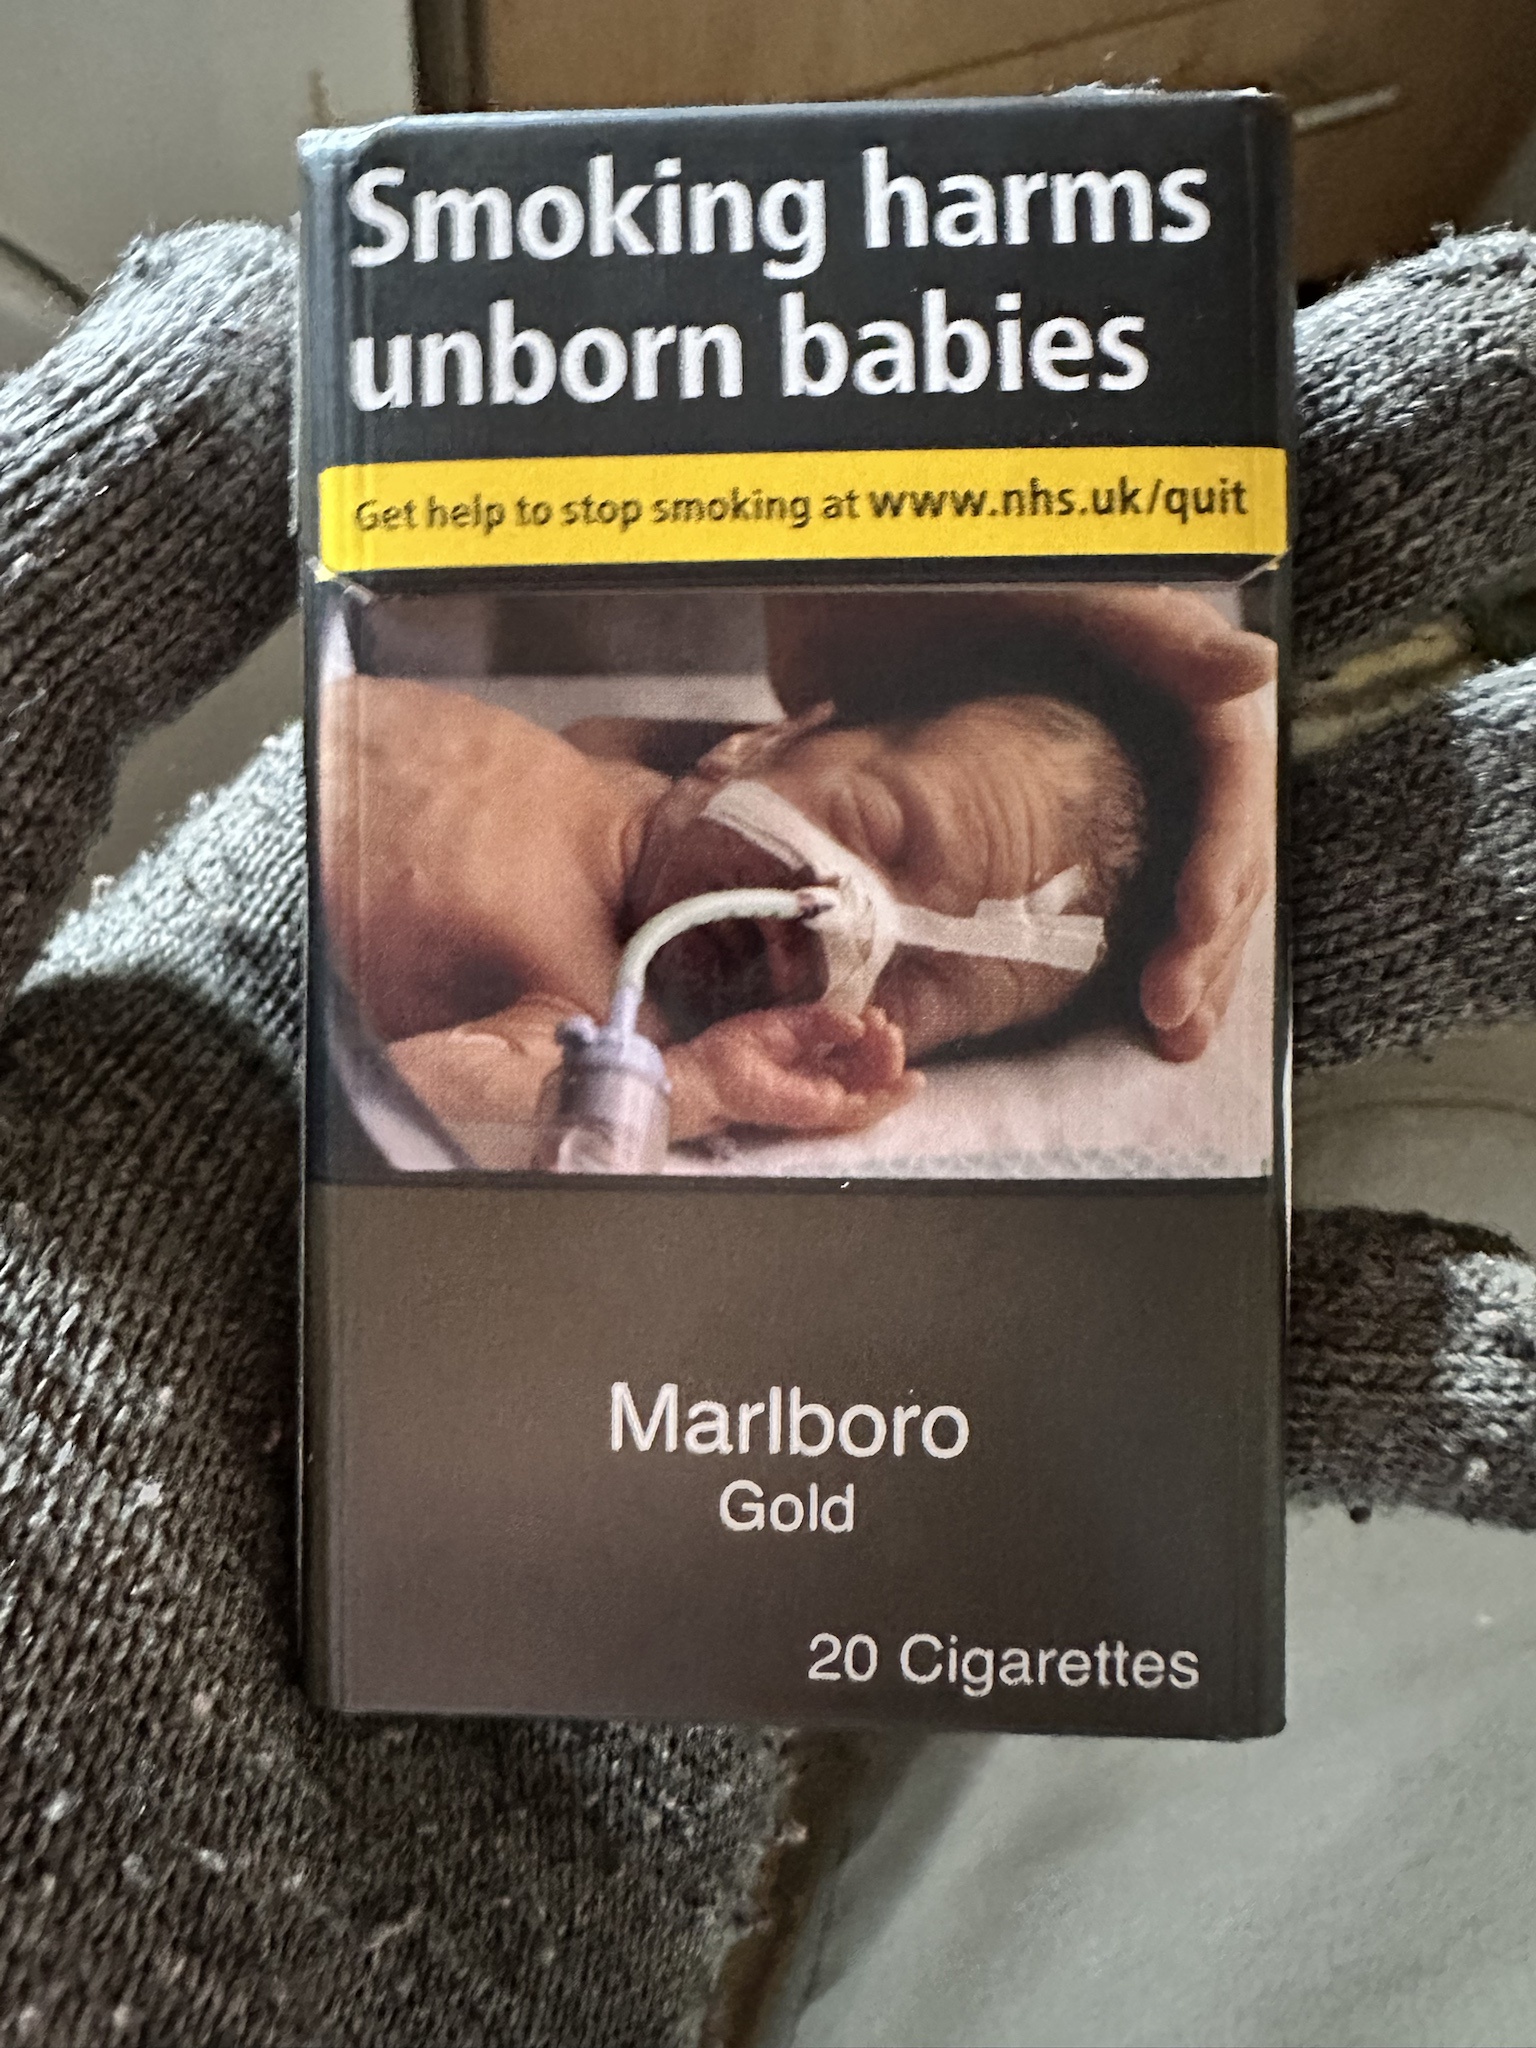 Smoking harms
unborn babies
Get help to stop smoking at www.nhs.uk/quit
Marlboro
Gold
20 Cigarettes